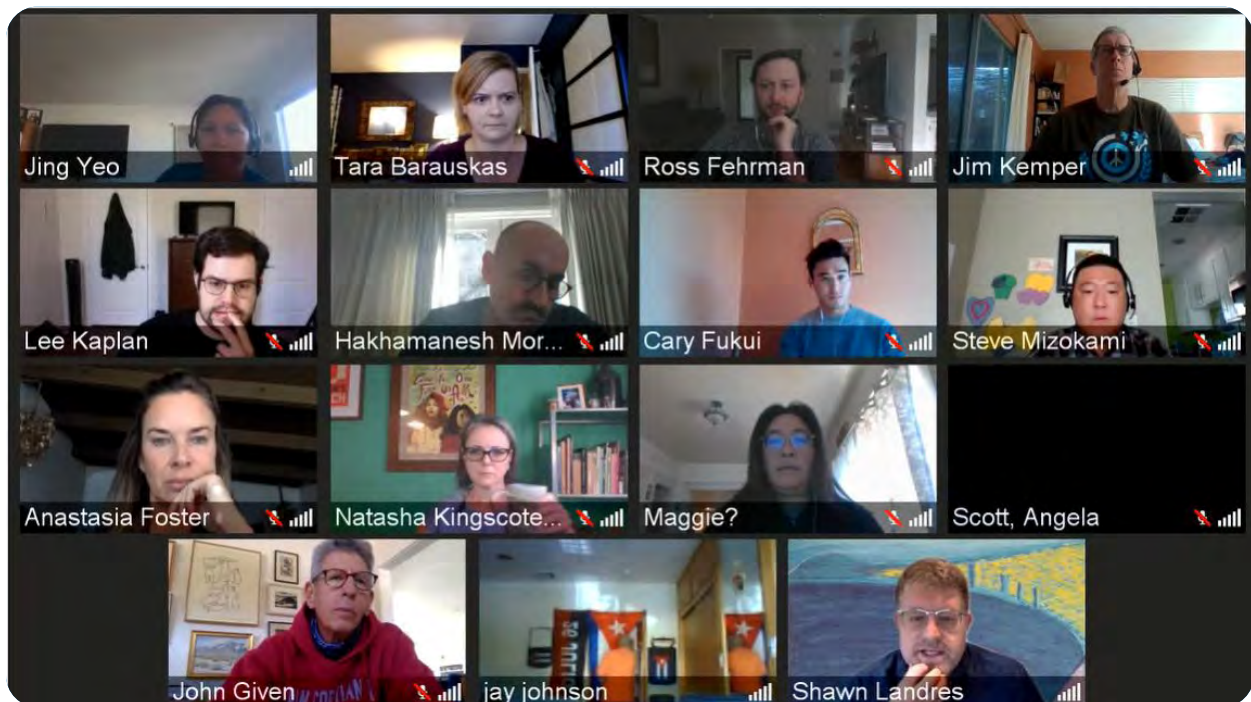 Jing Yeo
Tara Barauskas
Ross Fehrman
Jim Kemper
Lee Kaplan
Hakhamanesh Mor...
Cary Fukui
Steve Mizokami
Anastasia Foster
Natasha Kingscote...
Maggie?
Scott, Angela
John Given
jay johnson
Shawn Landres